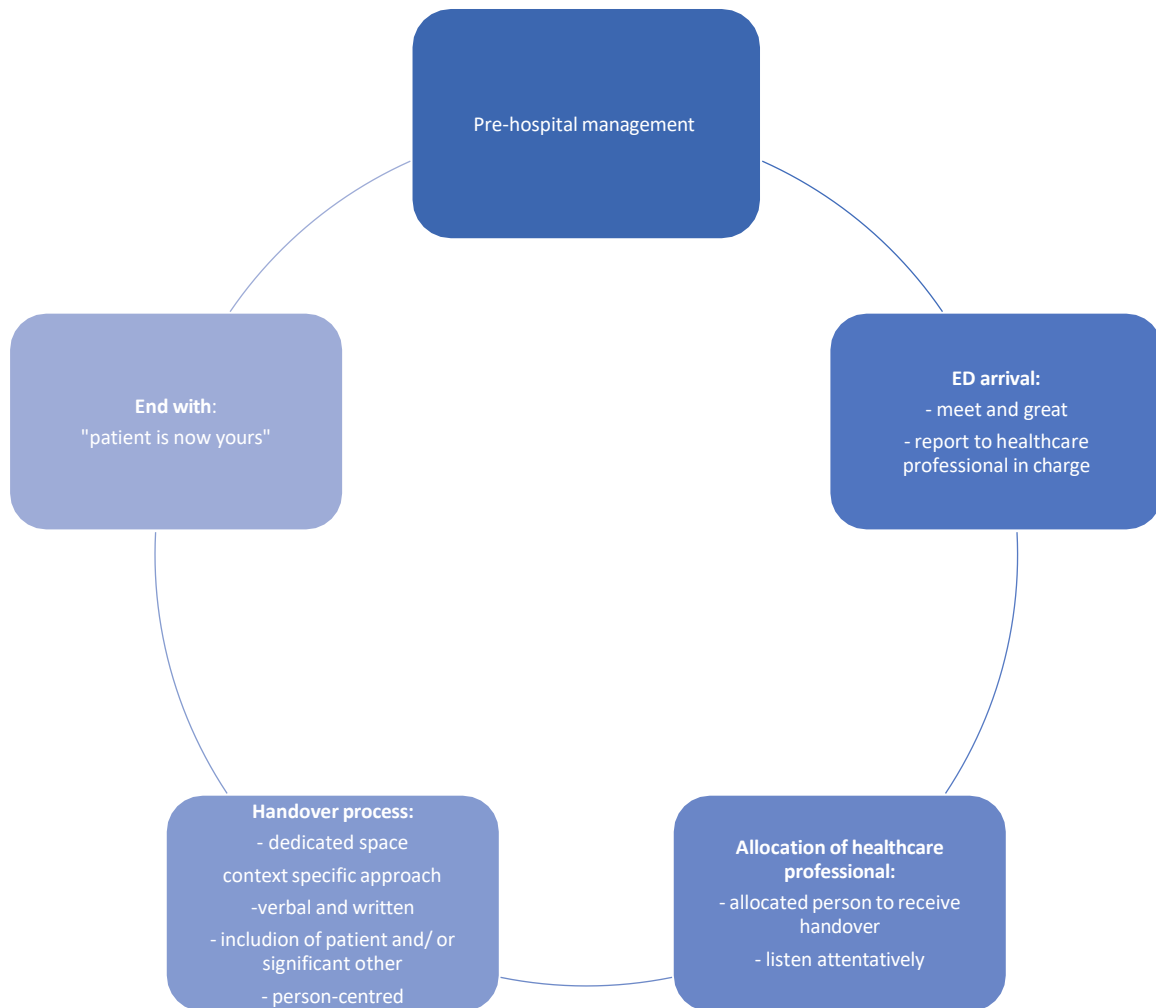 Pre-hospital management
ED arrival:
- meet and great
- report to healthcare
professional in charge
Allocation of healthcare
professional:
- allocated person to receive
handover
- listen attentatively
Handover process:
- dedicated space
context specific approach
-verbal and written
- includion of patient and/ or
significant other
- person-centred
End with:
"patient is now yours"